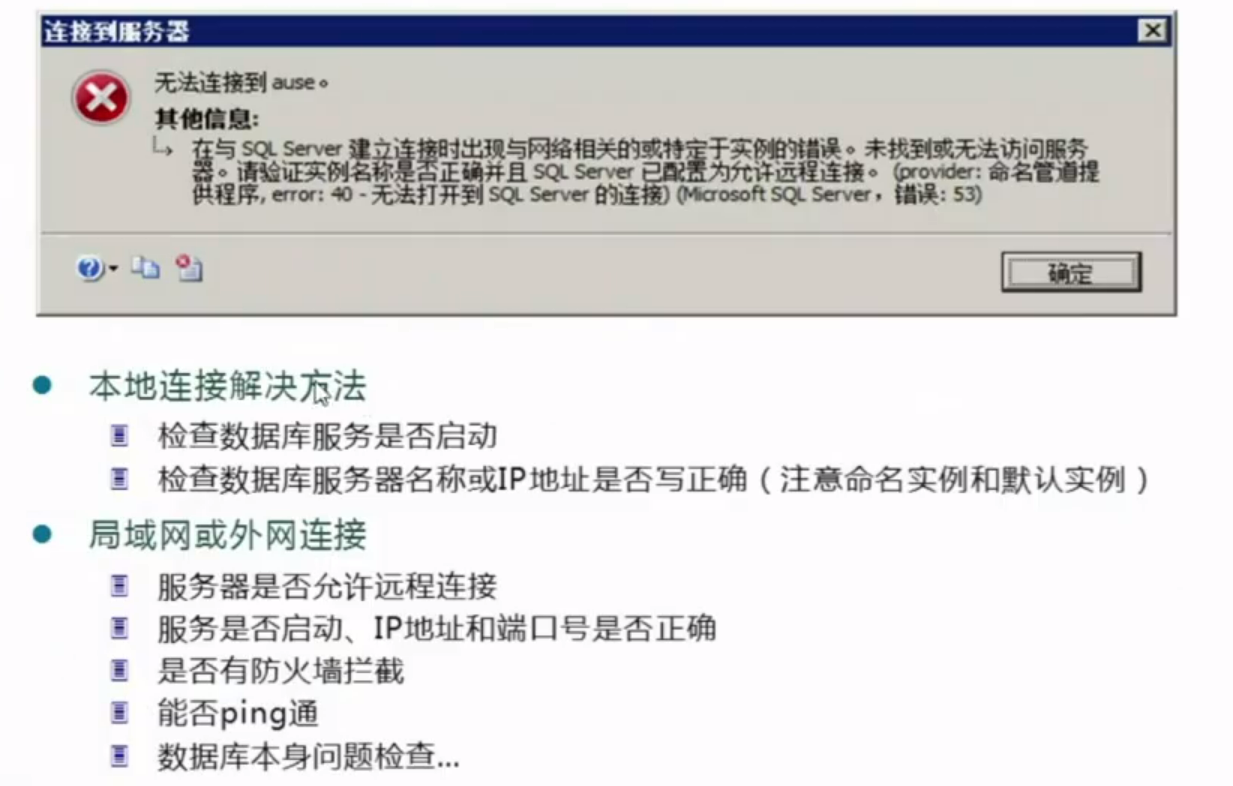 连接到服务器
无法连接到 ause。
其他信息:
在与 SQL Server 建立连接时出现与网络相关的或特定于实例的错误。未找到或无法访问服务
器。请验证实例名称是否正确并且 SQL Server 已配置为允许远程连接。 (provider: 命名管道提
供程序, error: 40 - 无法打开到 SQL Server 的连接) (Microsoft SQL Server，错误: 53)
确定
本地连接解决方法
检查数据库服务是否启动
检查数据库服务器名称或IP地址是否写正确（注意命名实例和默认实例）
局域网或外网连接
服务器是否允许远程连接
服务是否启动、IP地址和端口号是否正确
是否有防火墙拦截
能否ping通
数据库本身问题检查...